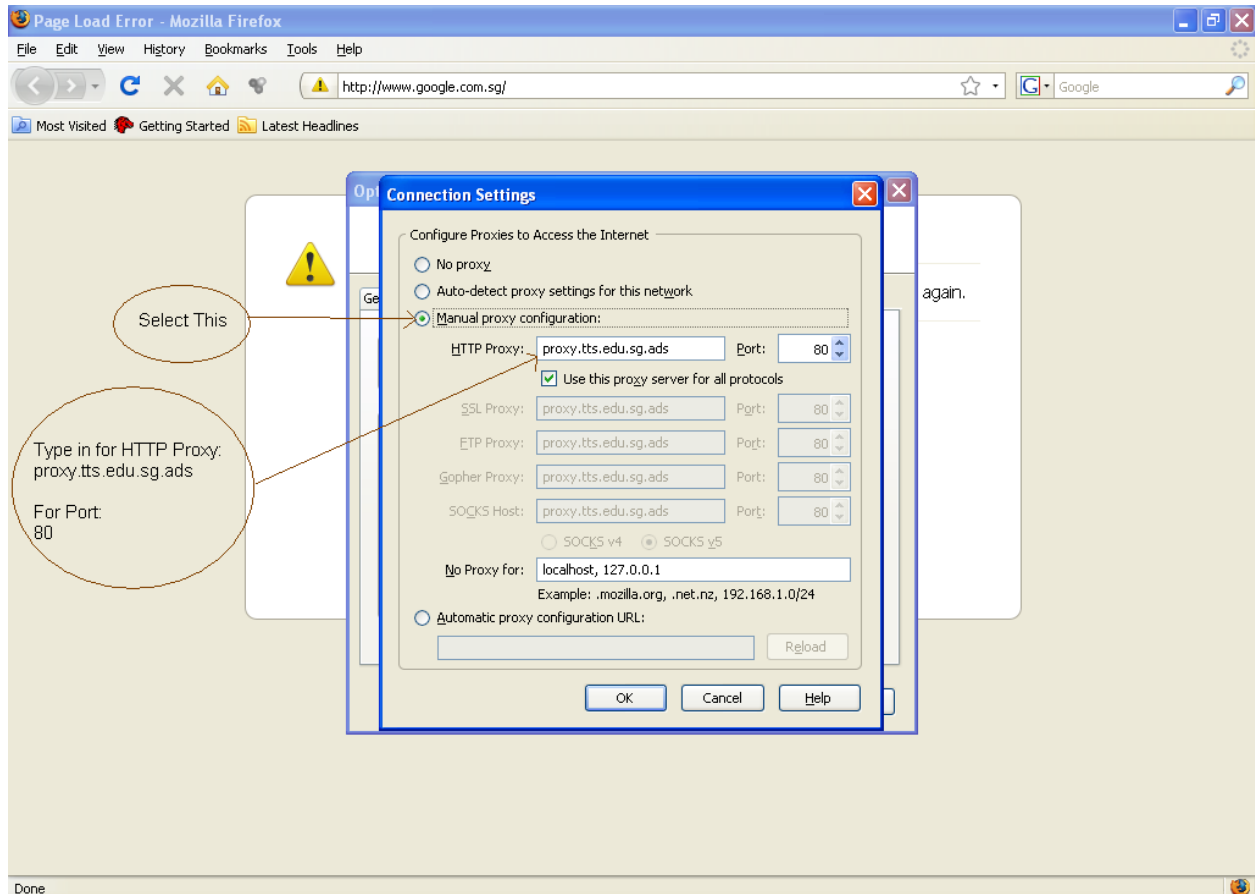 Page Load Error - Mozilla Firefox
File Edit View History Bookmarks Tools Help
http://www.google.com.sg/
G Google
Most Visited Getting Started Latest Headlines
Opt
Connection Settings
Configure Proxies to Access the Internet
No proxy
Auto-detect proxy settings for this network
Ge
again.
Select This
Manual proxy configuration:
HTTP Proxy: proxy.tts.edu.sg.ads Port: 80
Use this proxy server for all protocols
SSL Proxy: proxy.tts.edu.sg.ads Port: 80
FTP Proxy: proxy.tts.edu.sg.ads Port: 80
Gopher Proxy: proxy.tts.edu.sg.ads Port: 80
SOCKS Host: proxy.tts.edu.sg.ads Port: 80
SOCKS v4 SOCKS v5
No Proxy for: localhost, 127.0.0.1
Example: .mozilla.org, .net.nz, 192.168.1.0/24
Automatic proxy configuration URL:
Reload
OK Cancel Help
Type in for HTTP Proxy:
proxy.tts.edu.sg.ads
For Port:
80
Done